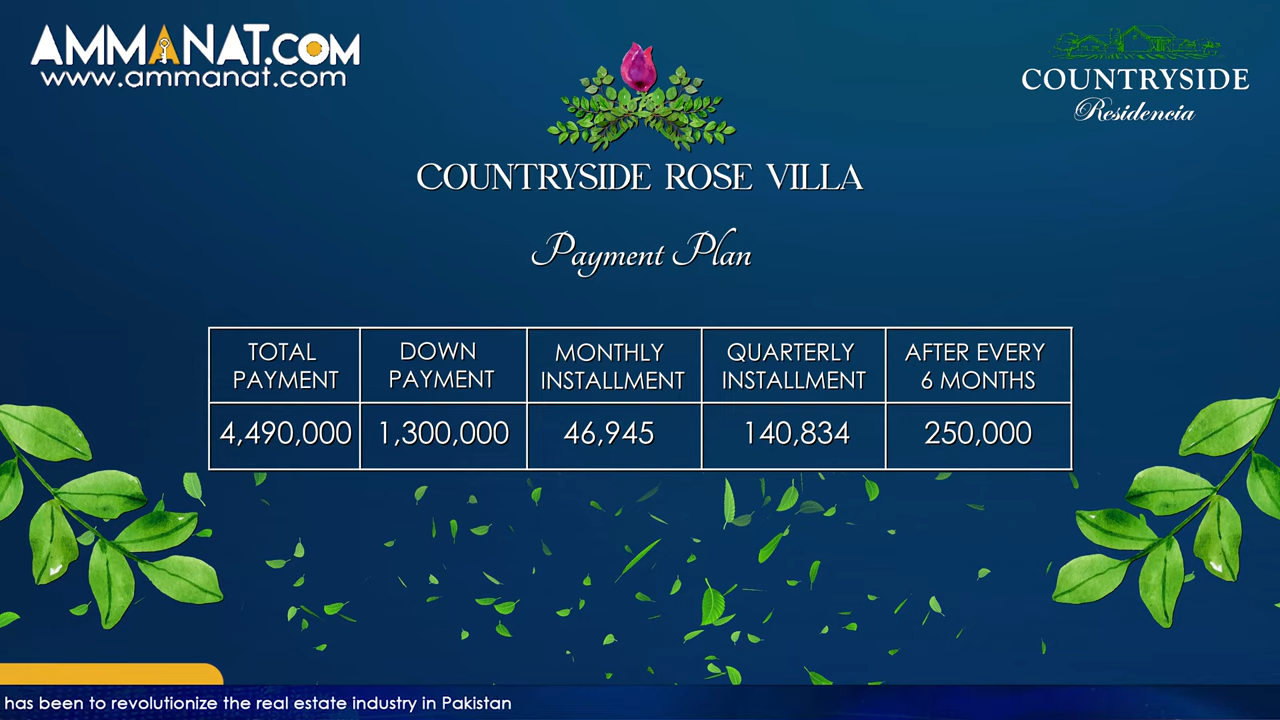 AMMANAT.COM
www.ammanat.com
COUNTRYSIDE
Residencia
COUNTRYSIDE ROSE VILLA
Payment Plan
TOTAL PAYMENT
DOWN PAYMENT
MONTHLY INSTALLMENT
QUARTERLY INSTALLMENT
AFTER EVERY 6 MONTHS
4,490,000
1,300,000
46,945
140,834
250,000
has been to revolutionize the real estate industry in Pakistan